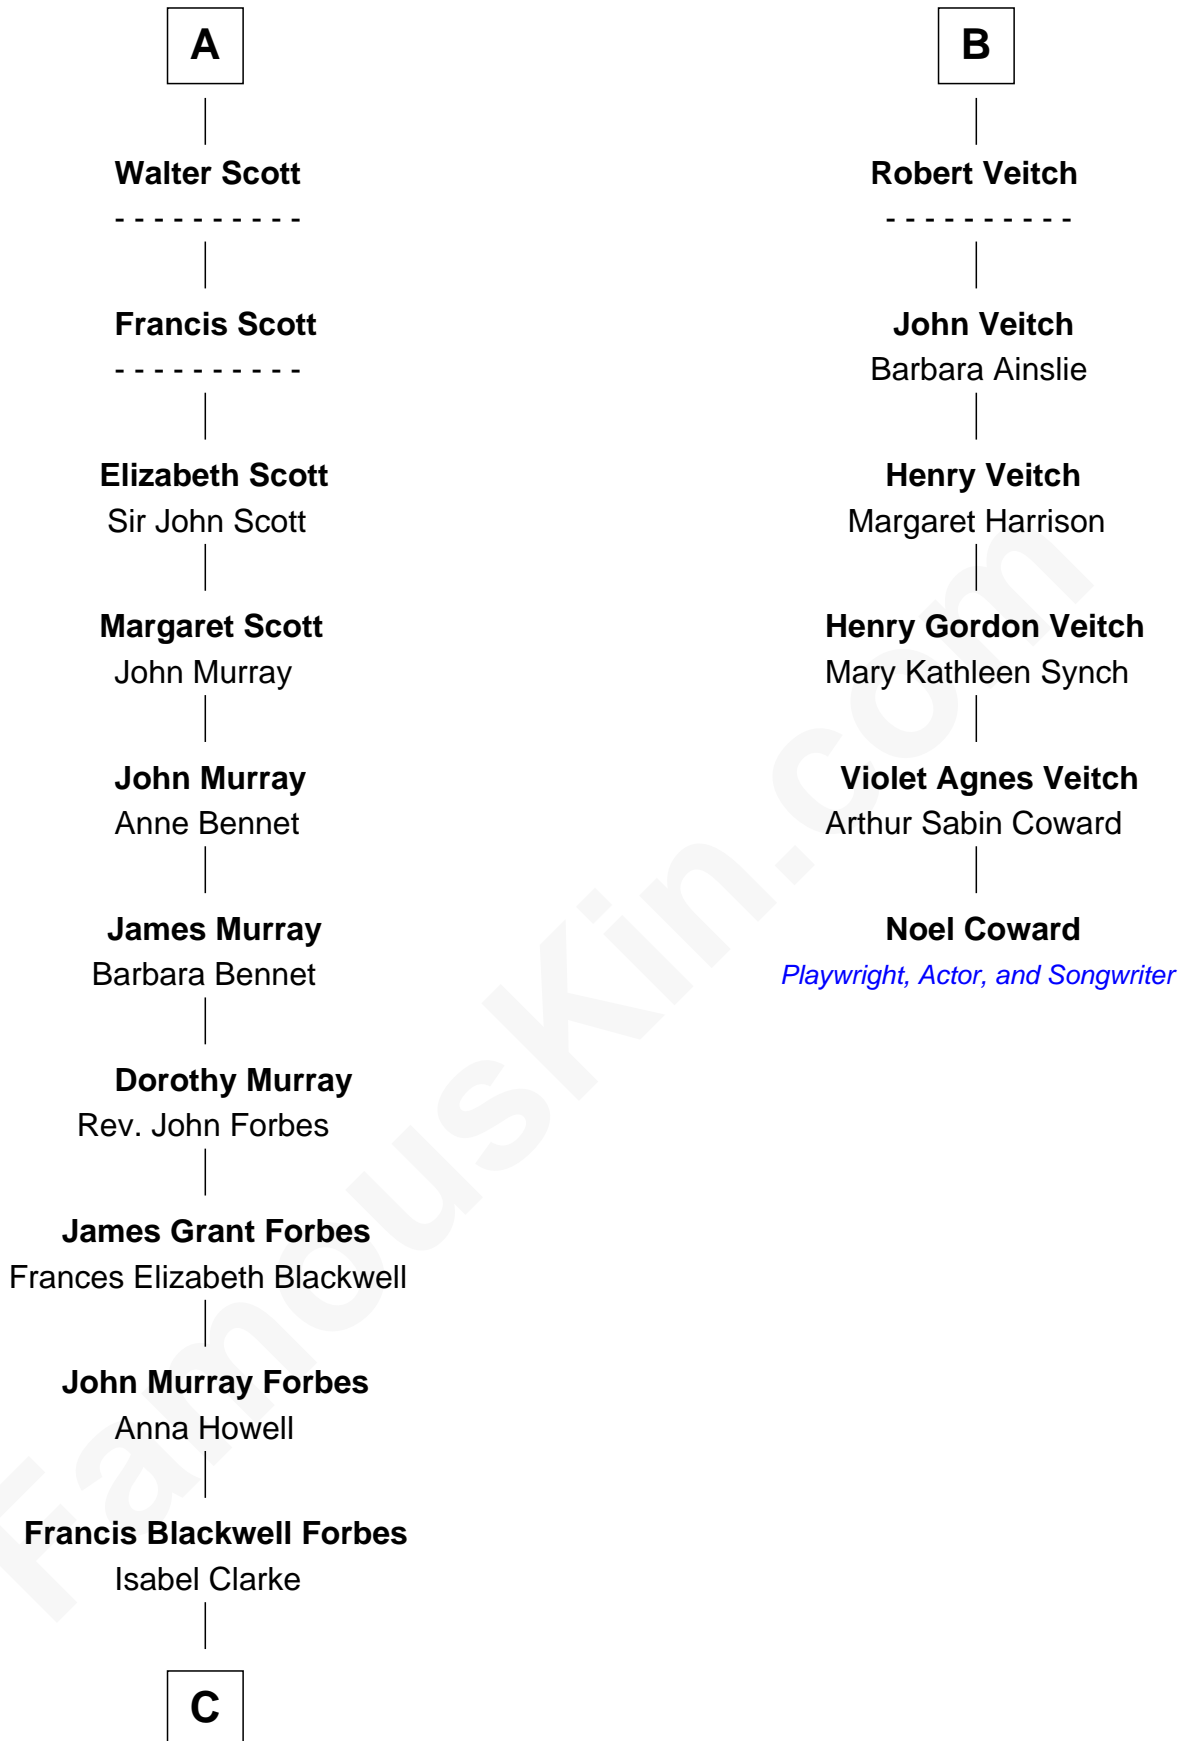 A
Walter Scott
- - - - - - - - - -
Francis Scott
- - - - - - - - - -
Elizabeth Scott
Sir John Scott
Margaret Scott
John Murray
John Murray
Anne Bennet
James Murray
Barbara Bennet
Dorothy Murray
Rev. John Forbes
James Grant Forbes
Frances Elizabeth Blackwell
John Murray Forbes
Anna Howell
Francis Blackwell Forbes
Isabel Clarke
C
B
Robert Veitch
- - - - - - - - - -
John Veitch
Barbara Ainslie
Henry Veitch
Margaret Harrison
Henry Gordon Veitch
Mary Kathleen Synch
Violet Agnes Veitch
Arthur Sabin Coward
Noel Coward
Playwright, Actor, and Songwriter
FamousKin.com